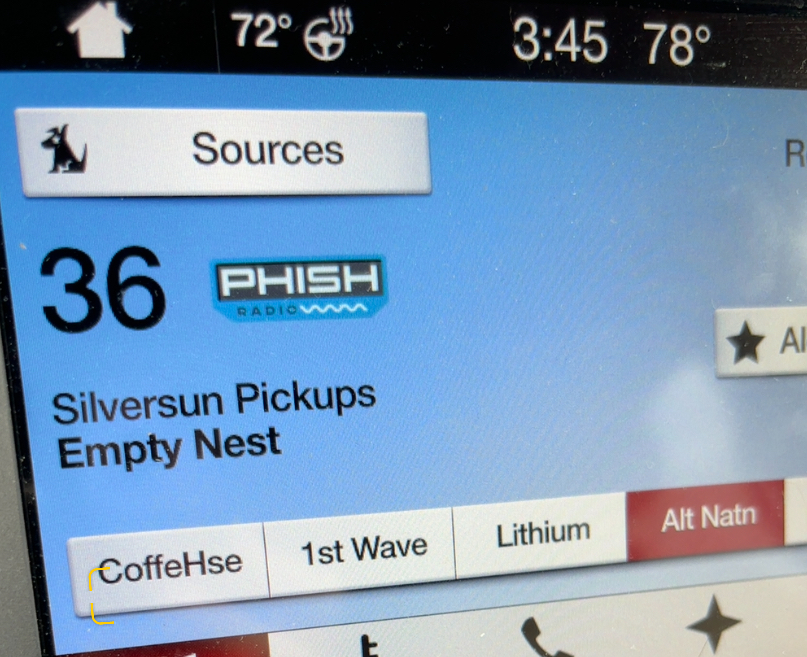 72° 3:45 78°
Sources
36 PHISH
RADIO
Silversun Pickups
Empty Nest
CoffeHse 1st Wave Lithium Alt Natn